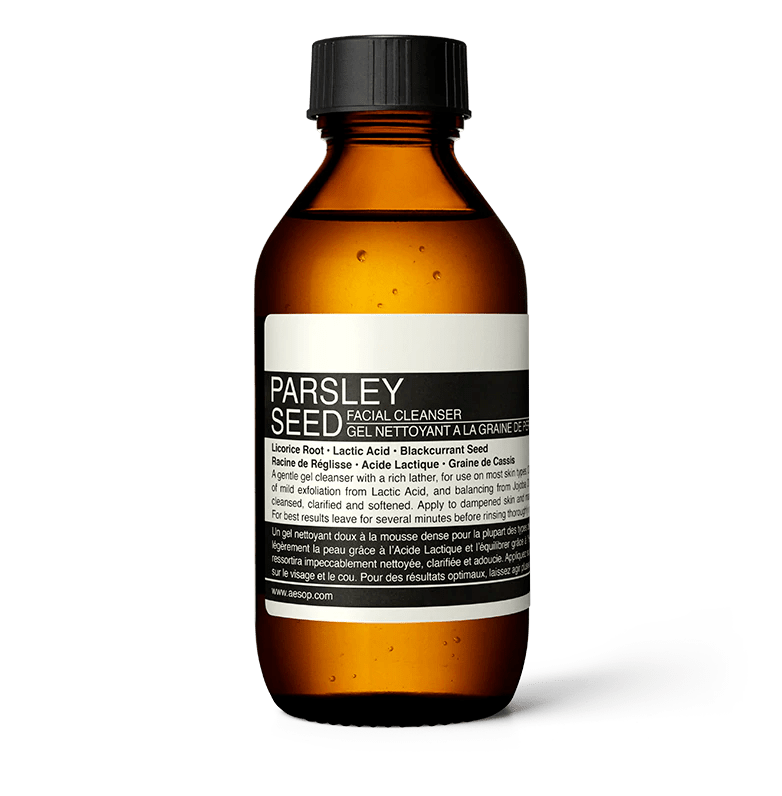 PARSLEY
SEED FACIAL CLEANSER
GEL NETTOYANT A LA GRAINE DE
Licorice Root • Lactic Acid • Blackcurrant Seed
Racine de Réglisse • Acide Lactique • Graine de Cassis
A gentle gel cleanser with a rich lather, for use on most skin types
of mild exfoliation from Lactic Acid, and balancing from Jojoba
cleansed, clarified and softened. Apply to dampened skin and
For best results leave for several minutes before rinsing thoroughly
Un gel nettoyant doux à la mousse dense pour la plupart des types
légèrement la peau grâce à l'Acide Lactique et l'équilibrer grâce à
ressortira impeccablement nettoyée, clarifiée et adoucie. Appliquez
sur le visage et le cou. Pour des résultats optimaux, laissez agir
www.aesop.com